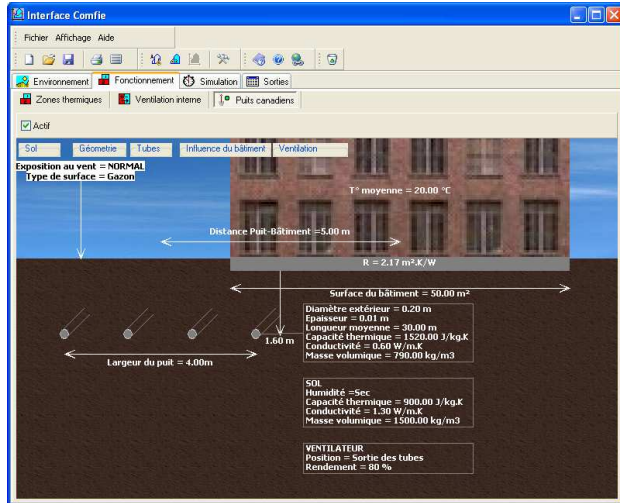 Interface Comfie
Fichier Affichage Aide
Environnement Fonctionnement Simulation Sorties
Zones thermiques Ventilation interne Puits canadiens
Actif
Sol Géometrie Tubes Influence du bâtiment Ventilation
Exposition au vent = NORMAL
Type de surface = Gazon
T° moyenne = 20.00 °C
Distance Puit-Bâtiment =5.00 m
R = 2.17 m².K/W
Surface du bâtiment = 50.00 m²
Diamètre extérieur = 0.20 m
Epaisseur = 0.01 m
Longueur moyenne = 30.00 m
Capacité thermique = 1520.00 J/kg.K
Conductivité = 0.60 W/m.K
Masse volumique = 790.00 kg/m3
1.60 m
Largeur du puit = 4.00m
SOL
Humidité =Sec
Capacité thermique = 900.00 J/kg.K
Conductivité = 1.30 W/m.K
Masse volumique = 1500.00 kg/m3
VENTILATEUR
Position = Sortie des tubes
Rendement = 80 %